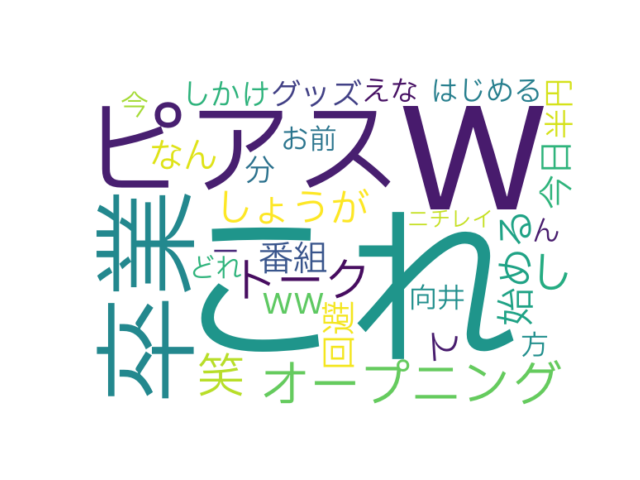 今
しかけ
グッズ
えな
はじめる
半円
ピアス
W
なん
分
お前
今日
しょうが
ニチレイ
ん
卒業
これ
一
番組
どれ
トーク
ww
向井
始める
し
回避
て
方
笑
オープニング